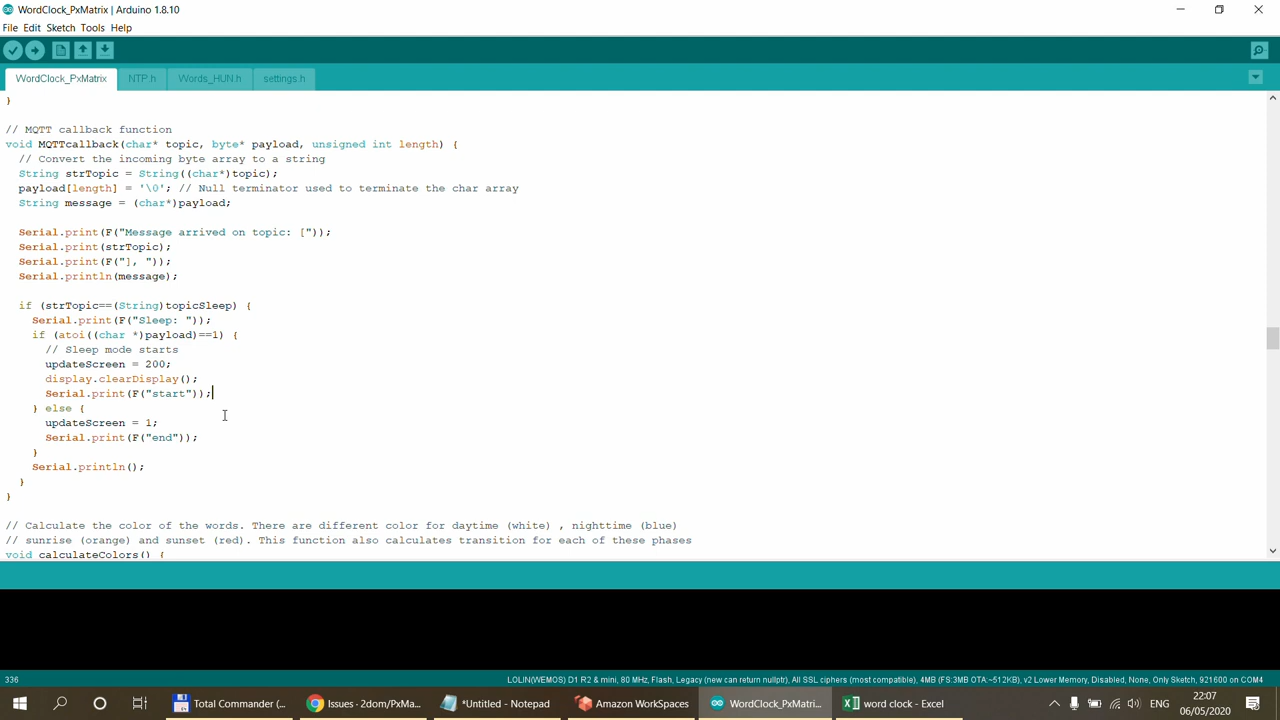 WordClock_PxMatrix | Arduino 1.8.10
File Edit Sketch Tools Help
WordClock_PxMatrix NTP.h Words_HUN.h settings.h
}
// MQTT callback function
void MQTTcallback(char* topic, byte* payload, unsigned int length) {
// Convert the incoming byte array to a string
String strTopic = String((char*)topic);
payload[length] = '\0'; // Null terminator used to terminate the char array
String message = (char*)payload;
Serial.print(F("Message arrived on topic: ["));
Serial.print(strTopic);
Serial.print(F("], "));
Serial.println(message);
if (strTopic==(String)topicSleep) {
Serial.print(F("Sleep: "));
if (atoi((char *)payload)==1) {
// Sleep mode starts
updateScreen = 200;
display.clearDisplay();
Serial.print(F("start"));
} else {
updateScreen = 1;
Serial.print(F("end"));
}
Serial.println();
}
}
// Calculate the color of the words. There are different color for daytime (white) , nighttime (blue)
// sunrise (orange) and sunset (red). This function also calculates transition for each of these phases
void calculateColors() {
336 LOLIN(WEMOS) D1 R2 & mini, 80 MHz, Flash, Legacy (new can return nullptr), All SSL ciphers (most compatible), 4MB (FS:3MB OTA:~512KB), v2 Lower Memory, Disabled, None, Only Sketch, 921600 on COM4
Total Commander (... Issues · 2dom/PxMa... *Untitled - Notepad Amazon WorkSpaces WordClock_PxMatri... word clock - Excel ENG 22:07
06/05/2020